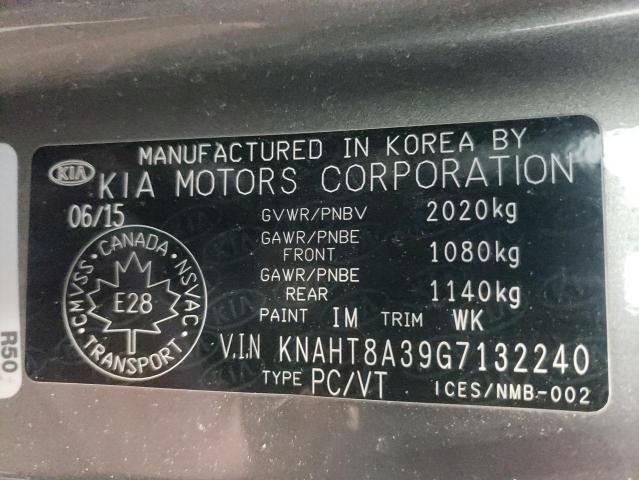 MANUFACTURED IN KOREA BY
KIA KIA MOTORS CORPORATION
06/15 GVWR/PNBV 2020kg
GAWR/PNBE
FRONT 1080kg
GAWR/PNBE
REAR 1140kg
PAINT IM TRIM WK
V.I.N KNAHT8A39G7132240
TYPE PC/VT ICES/NMB-002
CANADA
CMVSS NSVAC
E28
TRANSPORT
R50